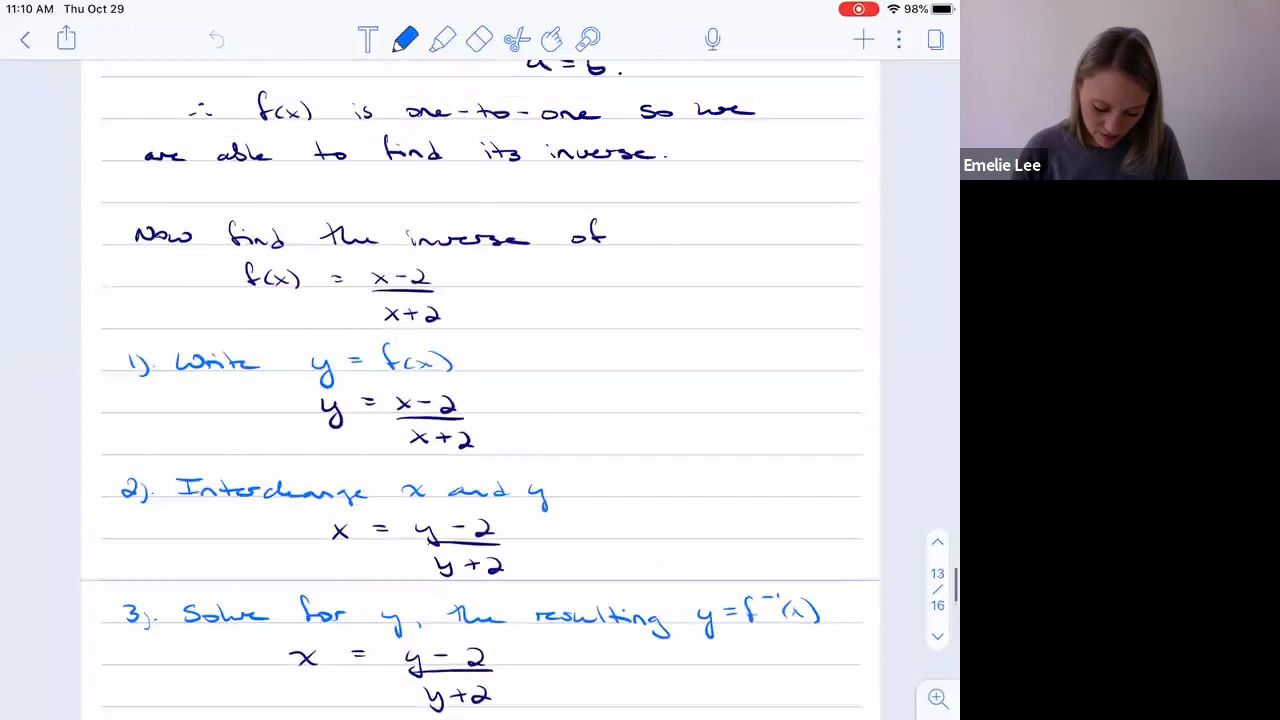 11:10 AM Thu Oct 29
98%
a = b.
∴ f(x) is one-to-one so we
are able to find its inverse.
Now find the inverse of
f(x) = x-2
x+2
1). Write y = f(x)
y = x-2
x+2
2). Interchange x and y
x = y-2
y+2
3). Solve for y, the resulting y=f⁻¹(x)
x = y-2
y+2
13
/
16
Emelie Lee